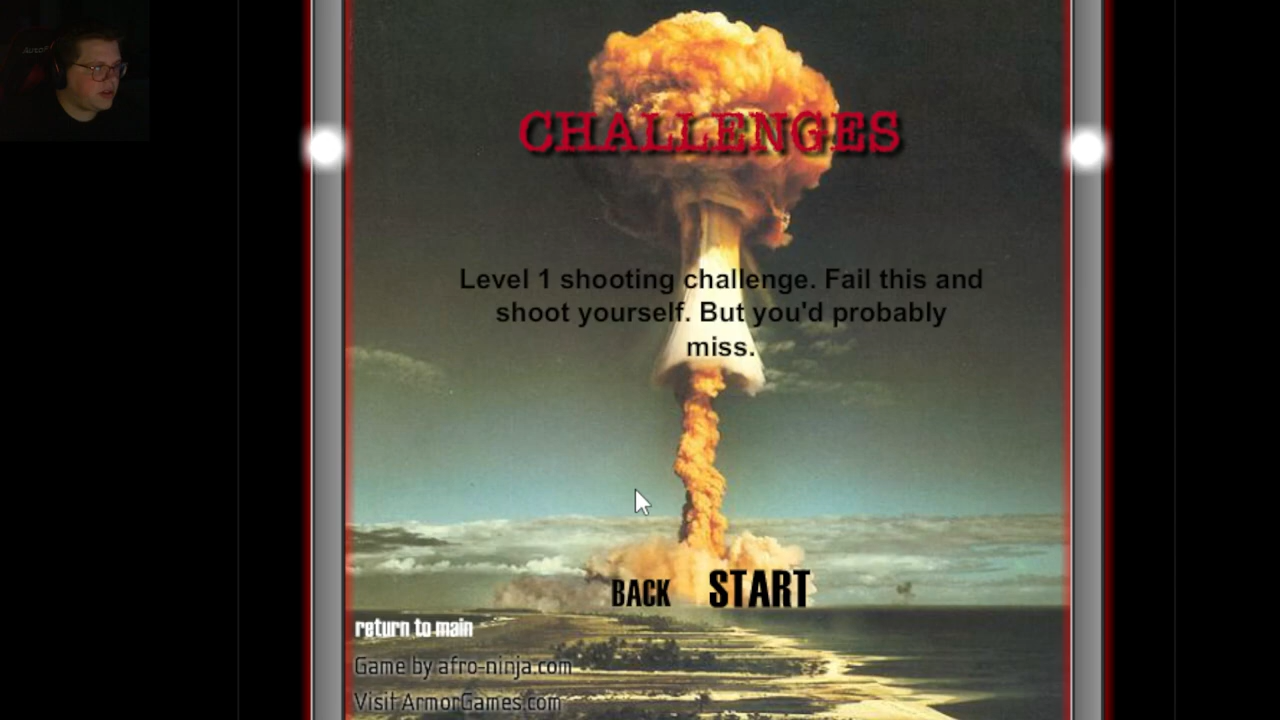 CHALLENGES
Level 1 shooting challenge. Fail this and
shoot yourself. But you'd probably
miss.
BACK START
return to main
Game by afro-ninja.com
Visit ArmorGames.com